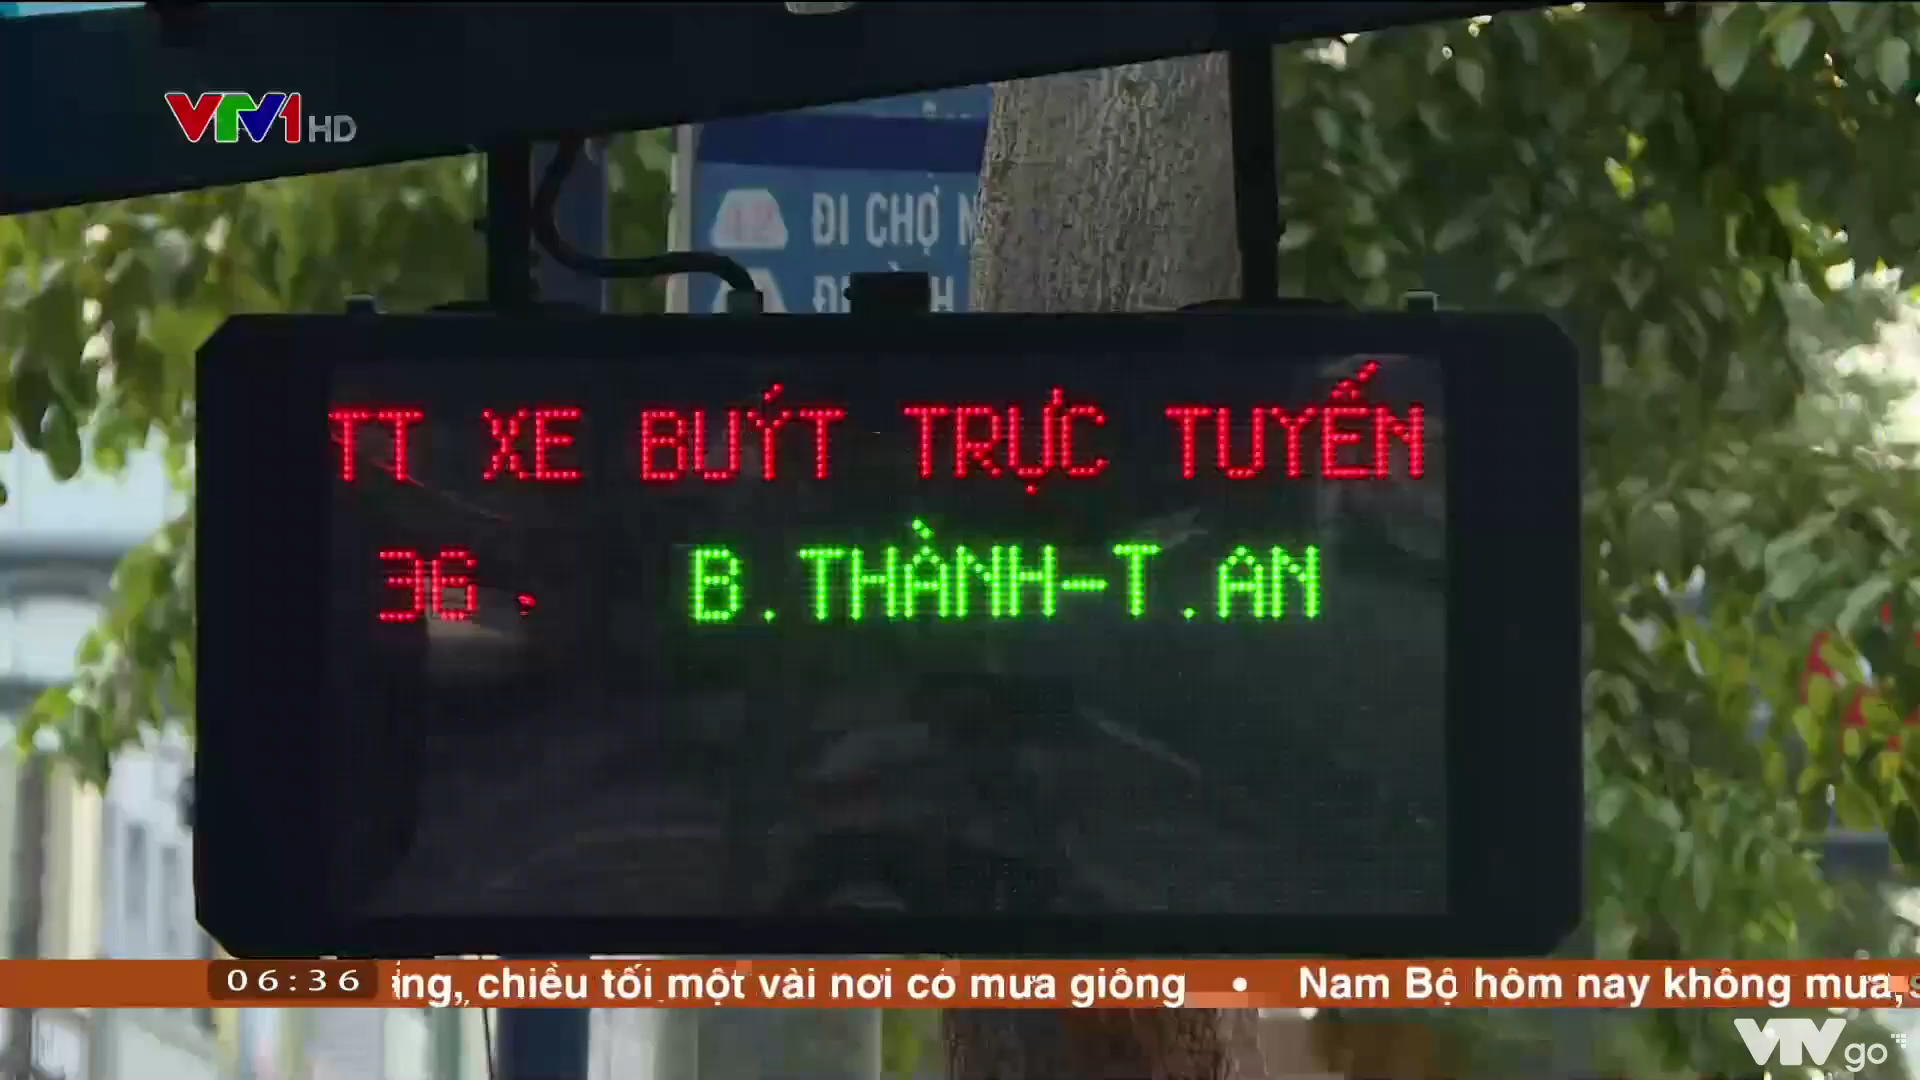 VTV1 HD
ĐI CHỢ
TT XE BUÝT TRỰC TUYẾN
36, B.THÀNH-T.AN
06:36
chiều tối một vài nơi có mưa giông • Nam Bộ hôm nay không mưa,
VTV go